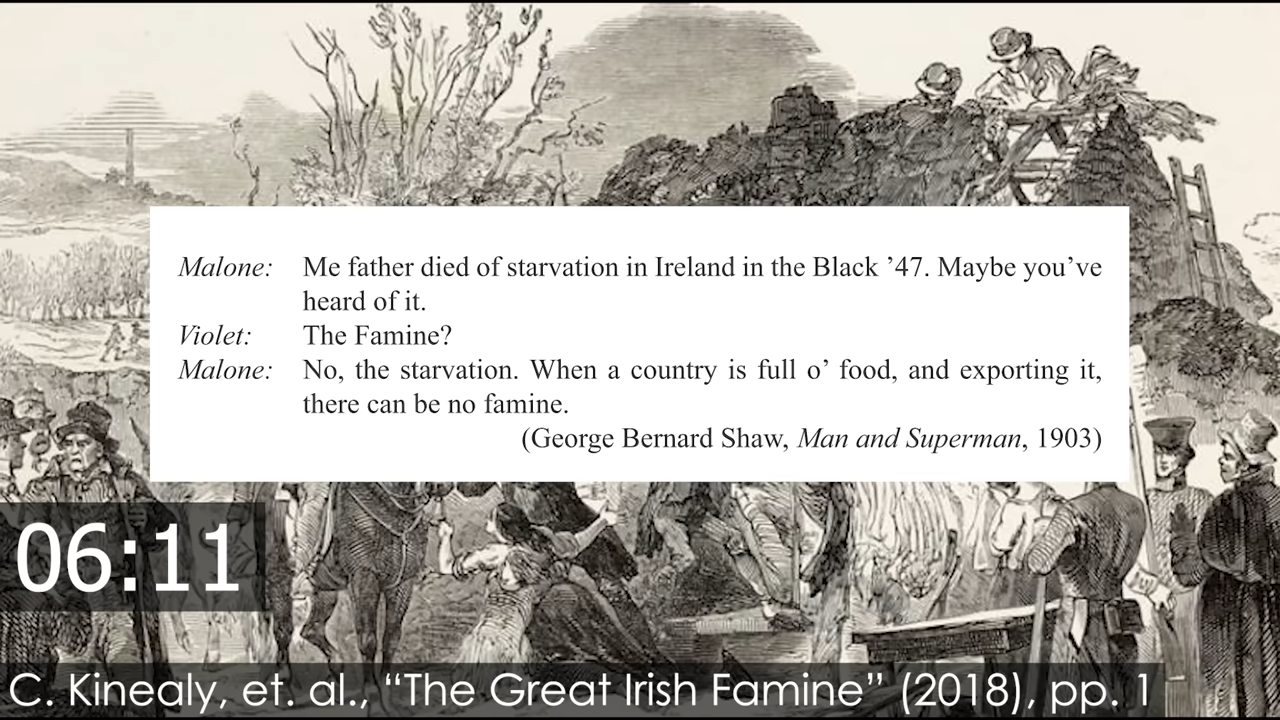 Malone: Me father died of starvation in Ireland in the Black ’47. Maybe you’ve
heard of it.
Violet: The Famine?
Malone: No, the starvation. When a country is full o’ food, and exporting it,
there can be no famine.
(George Bernard Shaw, Man and Superman, 1903)
06:11
C. Kinealy, et. al., “The Great Irish Famine” (2018), pp. 1